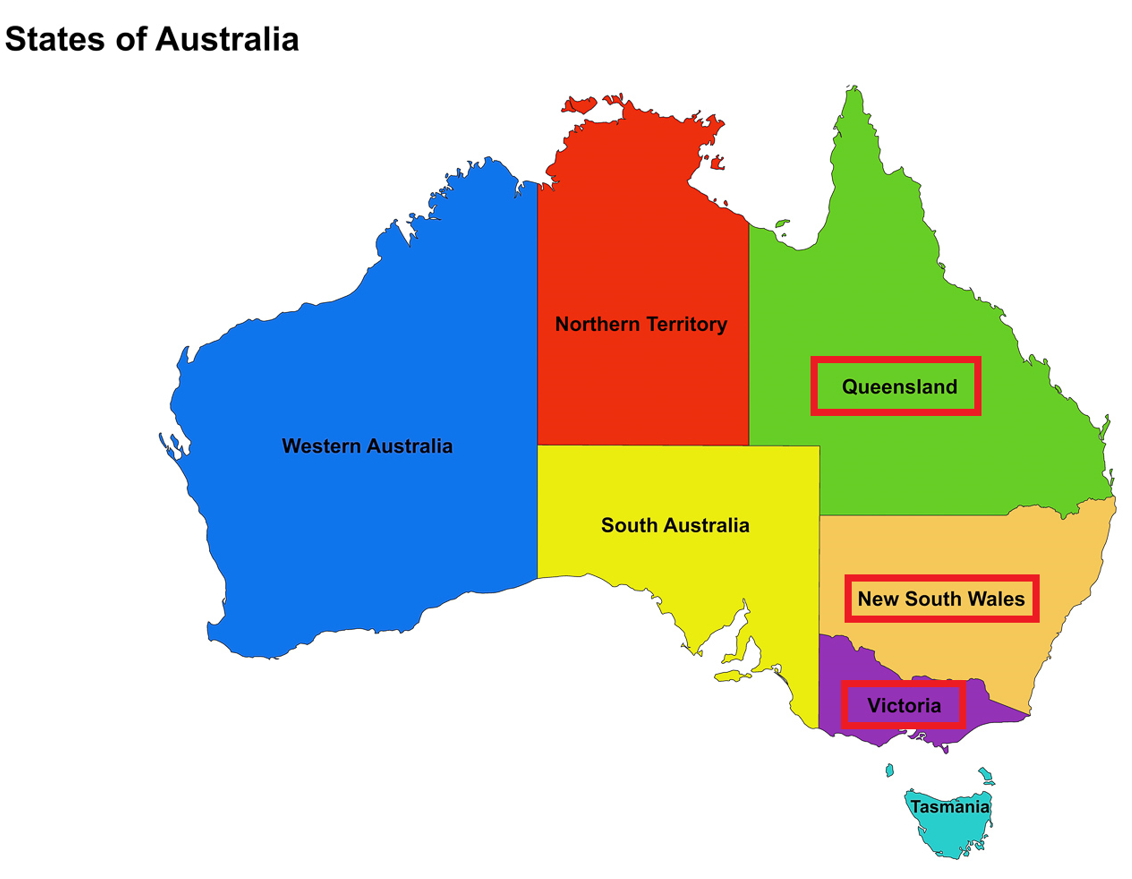 States of Australia
Northern Territory
Queensland
Western Australia
South Australia
New South Wales
Victoria
Tasmania